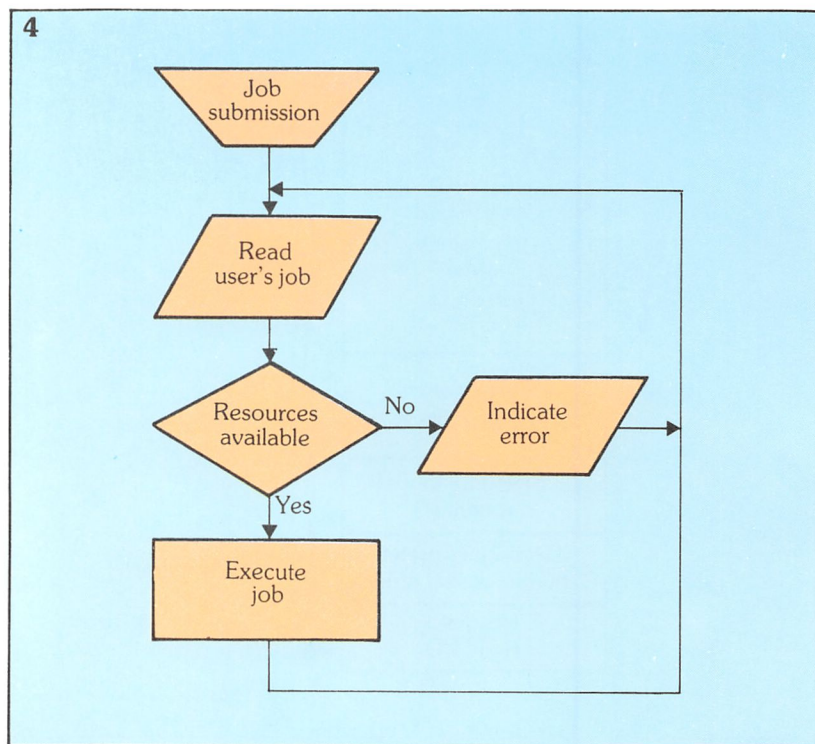 4
Job
submission
Read
user's job
Resources
available
No
Indicate
error
Yes
Execute
job